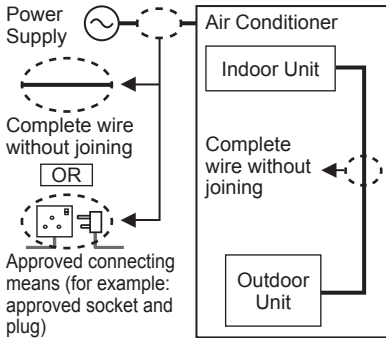 Power
Supply
Air Conditioner
Indoor Unit
Complete wire
without joining
OR
Complete
wire without
joining
Approved connecting
means (for example:
approved socket and
plug)
Outdoor
Unit